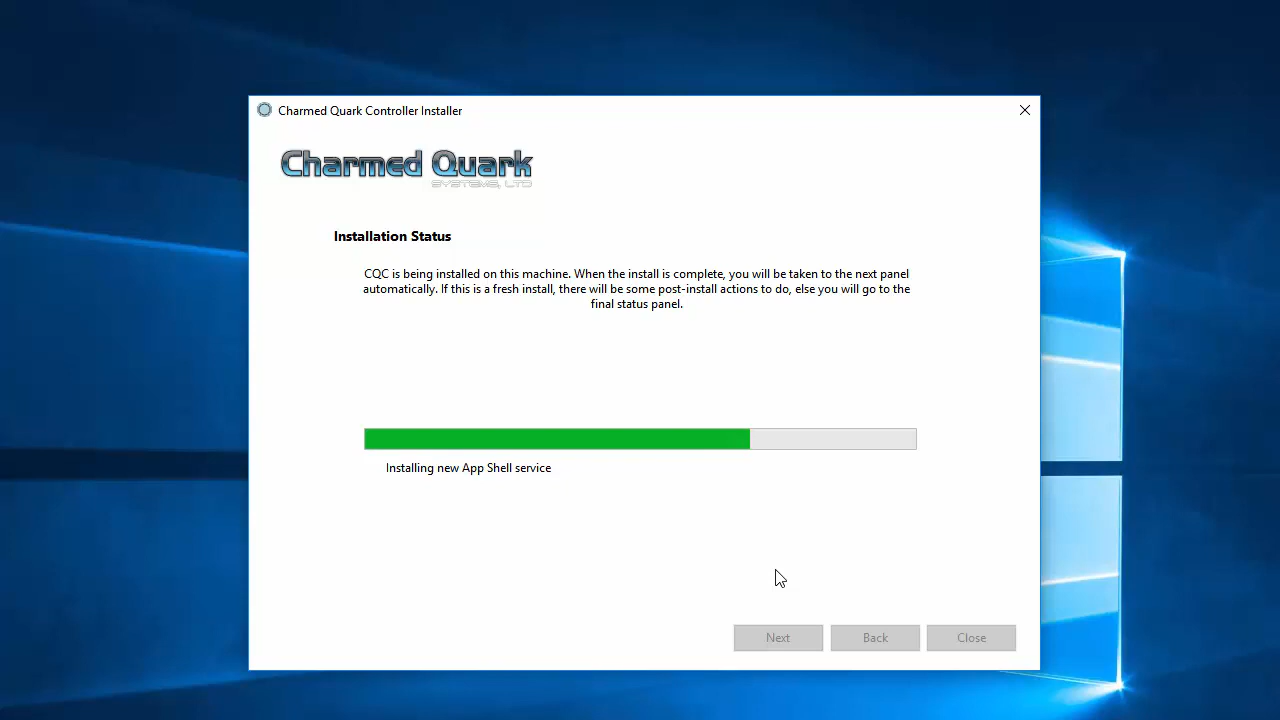 Charmed Quark Controller Installer
Charmed Quark
SYSTEMS, LTD
Installation Status
CQC is being installed on this machine. When the install is complete, you will be taken to the next panel
automatically. If this is a fresh install, there will be some post-install actions to do, else you will go to the
final status panel.
Installing new App Shell service
Next
Back
Close